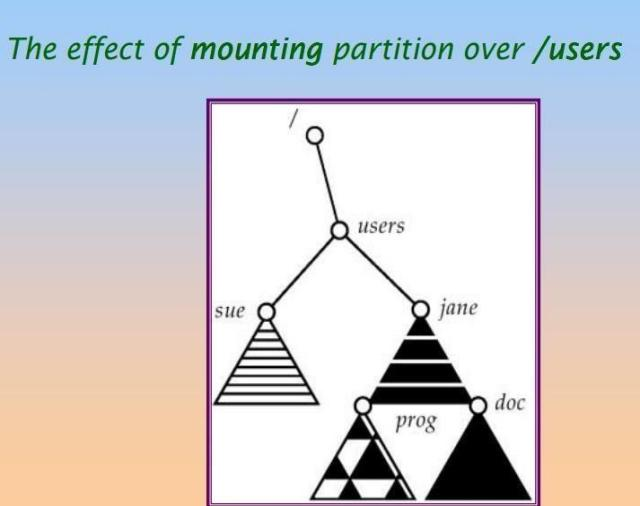 The effect of mounting partition over /users
/
users
sue
jane
prog
doc